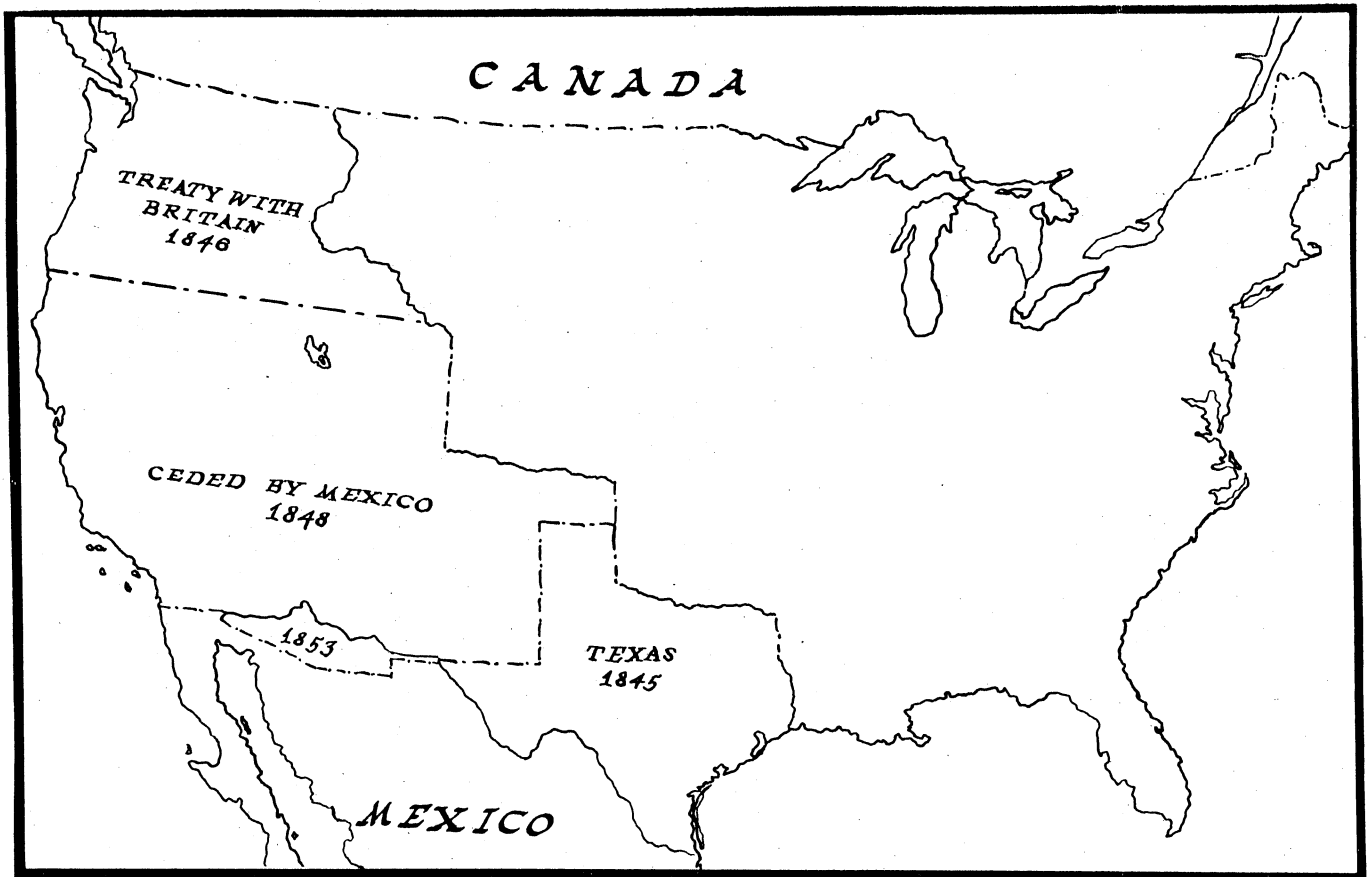 CANADA
TREATY WITH
BRITAIN
1846
CEDED BY MEXICO
1848
1853
TEXAS
1845
MEXICO